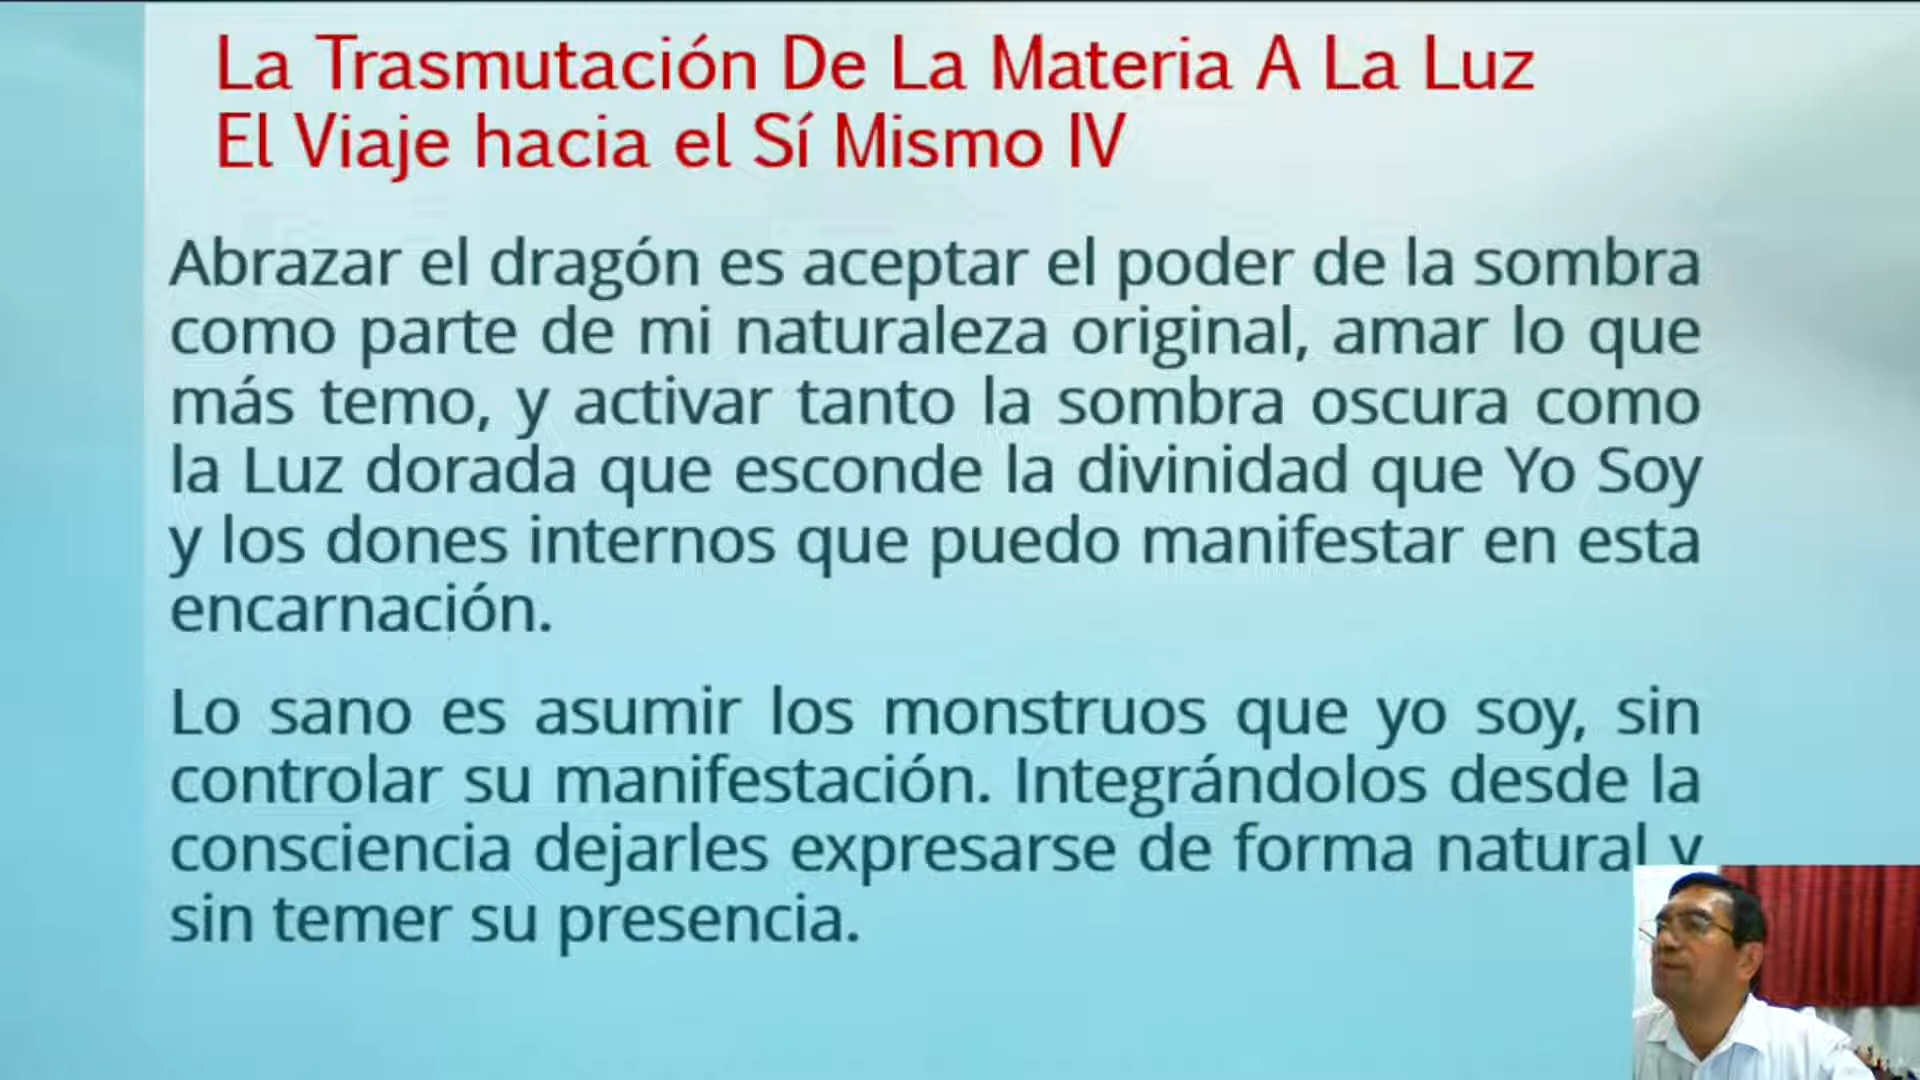 La Trasmutación De La Materia A La Luz
El Viaje hacia el Sí Mismo IV
Abrazar el dragón es aceptar el poder de la sombra
como parte de mi naturaleza original, amar lo que
más temo, y activar tanto la sombra oscura como
la Luz dorada que esconde la divinidad que Yo Soy
y los dones internos que puedo manifestar en esta
encarnación.
Lo sano es asumir los monstruos que yo soy, sin
controlar su manifestación. Integrándolos desde la
consciencia dejarles expresarse de forma natural y
sin temer su presencia.